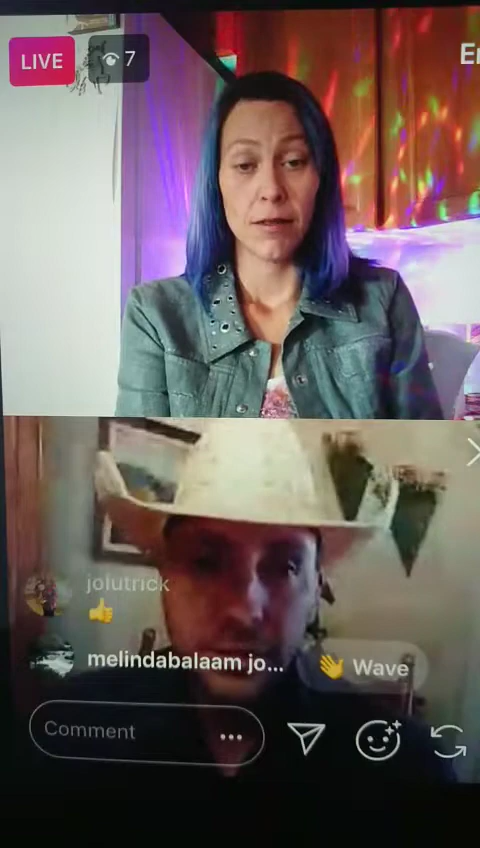 LIVE
7
jolutrick
👍
melindabalaam jo...
👋 Wave
Comment